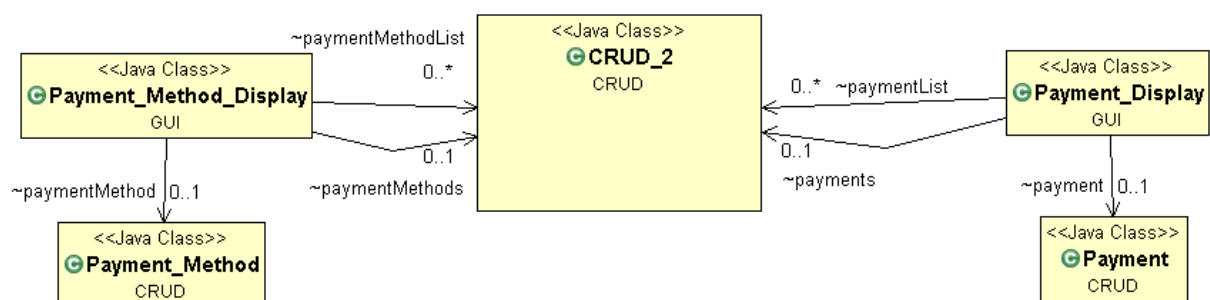 <<Java Class>>
CRUD_2
CRUD
~paymentMethodList
0..*
<<Java Class>>
Payment_Method_Display
GUI
0..1
~paymentMethods
0..* ~paymentList
<<Java Class>>
Payment_Display
GUI
0..1
~payments
~paymentMethod 0..1
<<Java Class>>
Payment_Method
CRUD
~payment 0..1
<<Java Class>>
Payment
CRUD